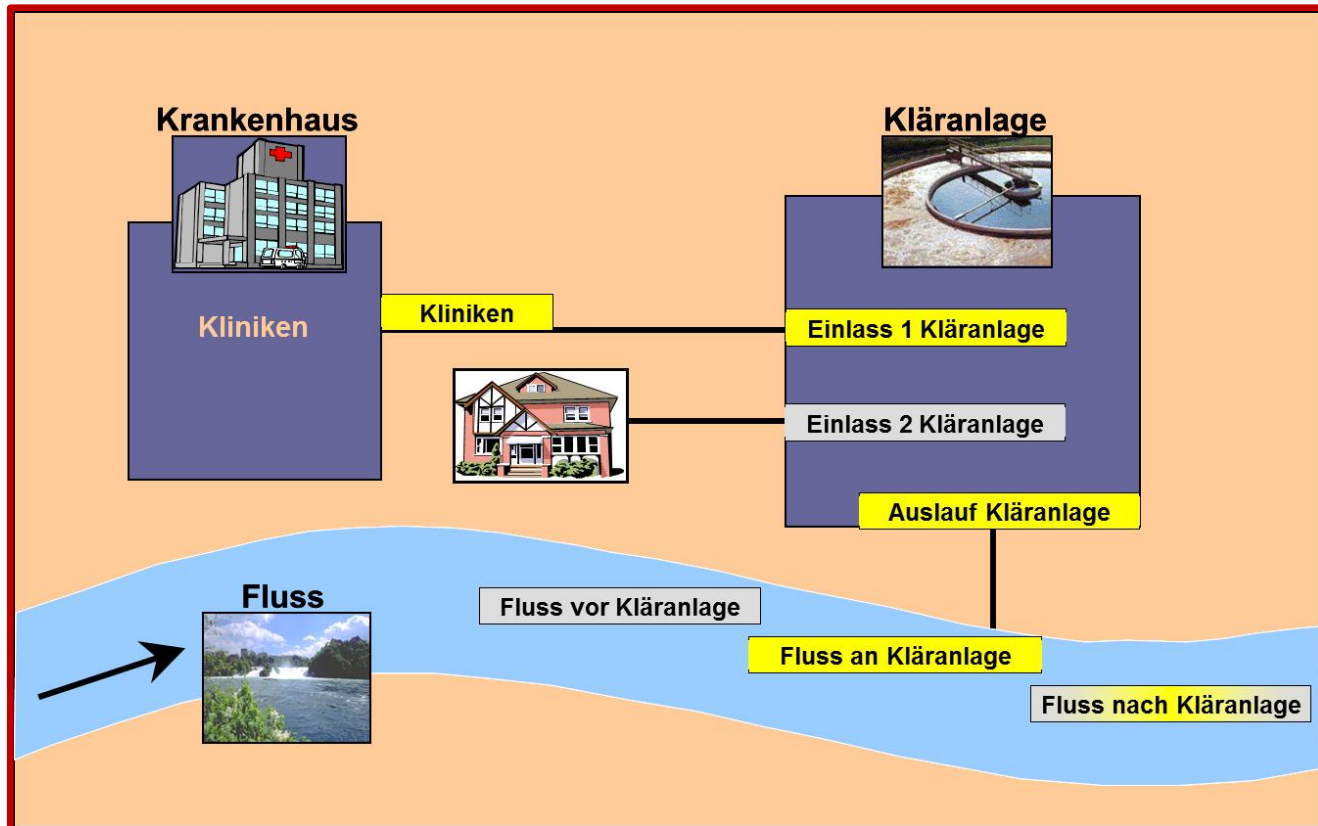 Krankenhaus
Kläranlage
Kliniken
Kliniken
Einlass 1 Kläranlage
Einlass 2 Kläranlage
Auslauf Kläranlage
Fluss
Fluss vor Kläranlage
Fluss an Kläranlage
Fluss nach Kläranlage